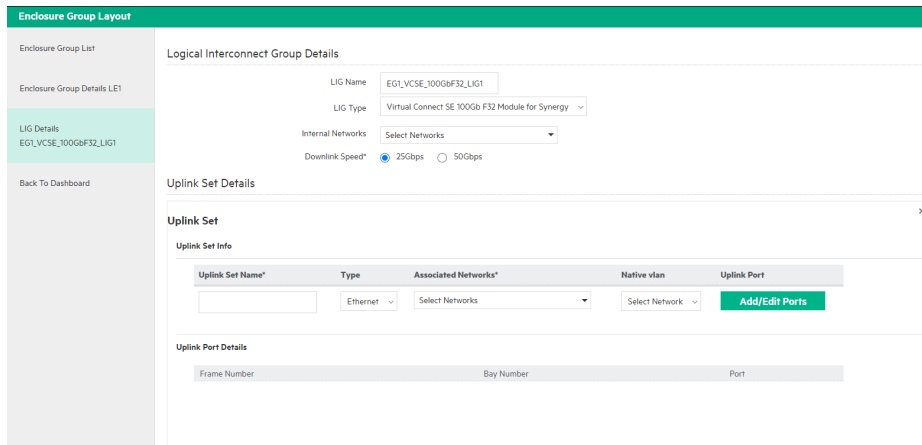 Enclosure Group Layout
Enclosure Group List
Enclosure Group Details LE1
LIG Details
EG1_VCSE_100GbF32_LIG1
Back To Dashboard
Logical Interconnect Group Details
LIG Name EG1_VCSE_100GbF32_LIG1
LIG Type Virtual Connect SE 100Gb F32 Module for Synergy
Internal Networks Select Networks
Downlink Speed* 25Gbps 50Gbps
Uplink Set Details
Uplink Set
Uplink Set Info
Uplink Set Name* Type Associated Networks* Native vlan Uplink Port
Ethernet Select Networks Select Network Add/Edit Ports
Uplink Port Details
Frame Number Bay Number Port